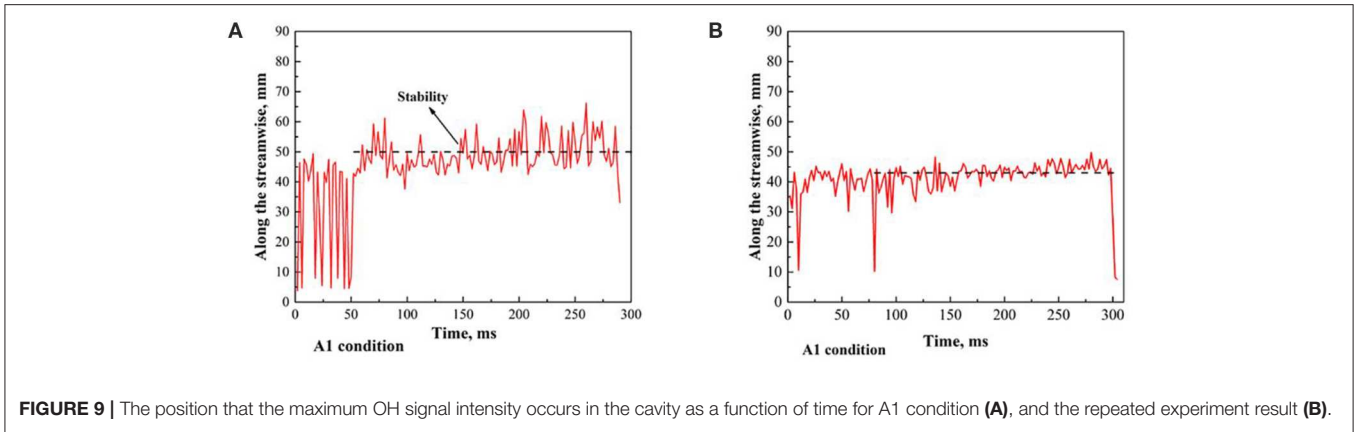 A
Along the streamwise, mm
90
80
70
60
50
40
30
20
10
0
Stability
0 50 100 150 200 250 300
Time, ms
A1 condition
B
Along the streamwise, mm
90
80
70
60
50
40
30
20
10
0
0 50 100 150 200 250 300
Time, ms
A1 condition
FIGURE 9 | The position that the maximum OH signal intensity occurs in the cavity as a function of time for A1 condition (A), and the repeated experiment result (B).